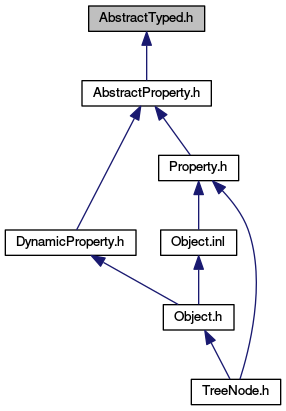 AbstractTyped.h
AbstractProperty.h
Property.h
DynamicProperty.h
Object.inl
Object.h
TreeNode.h